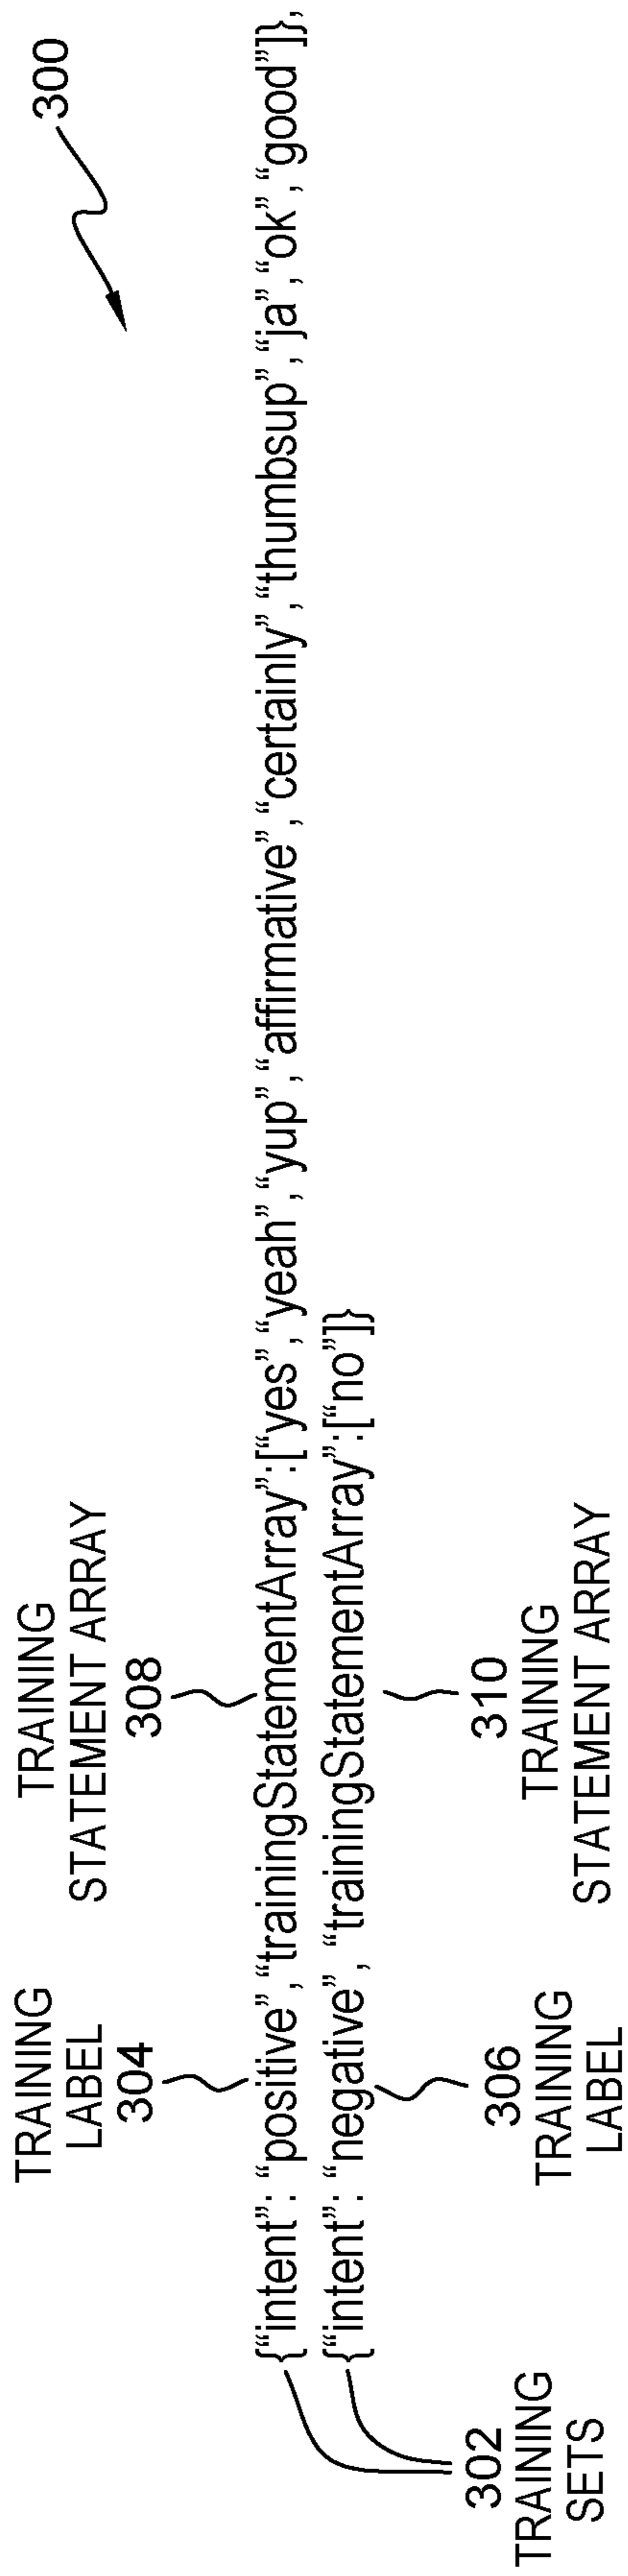 300
TRAINING
STATEMENT ARRAY
308
TRAINING
LABEL
304
{“intent”: “positive”, “trainingStatementArray”:[“yes”,“yeah”,“yup”,“affirmative”,“certainly”,“thumbsup”,“ja”,“ok”,“good”]},
{“intent”: “negative”, “trainingStatementArray”:[“no”]}
302
TRAINING
SETS
306
TRAINING
LABEL
310
TRAINING
STATEMENT ARRAY